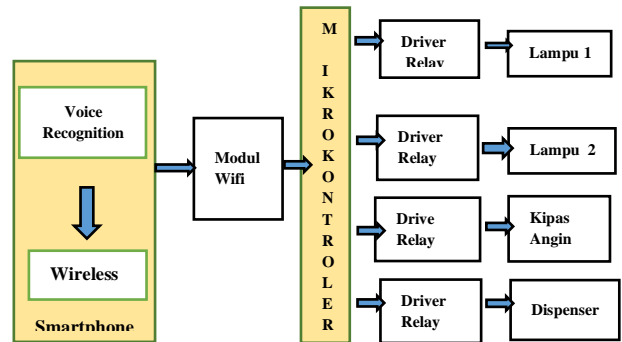 Voice
Recognition
Wireless
Smartphone
Modul
Wifi
M IKROKONTROLER
Driver
Relay
Lampu 1
Driver
Relay
Lampu 2
Drive
Relay
Kipas
Angin
Driver
Relay
Dispenser